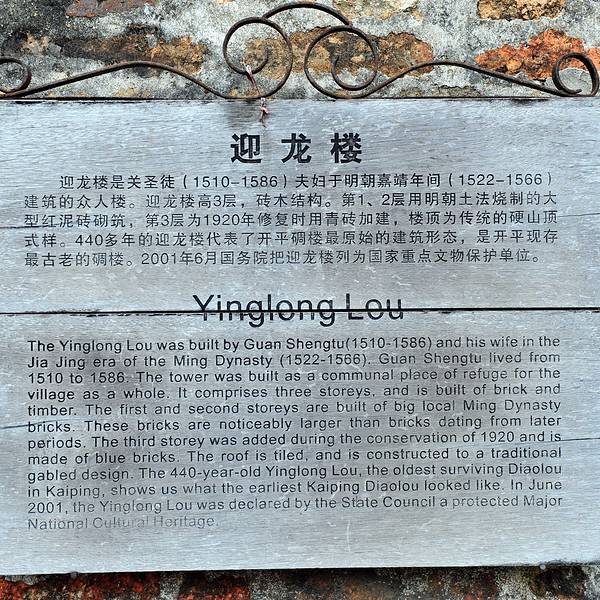 迎龙楼
迎龙楼是关圣徒（1510-1586）夫妇于明朝嘉靖年间（1522-1566）
建筑的众人楼。迎龙楼高3层，砖木结构。第1、2层用明朝土法烧制的大
型红泥砖砌筑，第3层为1920年修复时用青砖加建，楼顶为传统的硬山顶
式样。440多年的迎龙楼代表了开平碉楼最原始的建筑形态，是开平现存
最古老的碉楼。2001年6月国务院把迎龙楼列为国家重点文物保护单位。
Yinglong Lou
The Yinglong Lou was built by Guan Shengtu(1510-1586) and his wife in the
Jia Jing era of the Ming Dynasty (1522-1566). Guan Shengtu lived from
1510 to 1586. The tower was built as a communal place of refuge for the
village as a whole. It comprises three storeys, and is built of brick and
timber. The first and second storeys are built of big local Ming Dynasty
bricks. These bricks are noticeably larger than bricks dating from later
periods. The third storey was added during the conservation of 1920 and is
made of blue bricks. The roof is tiled, and is constructed to a traditional
gabled design. The 440-year-old Yinglong Lou, the oldest surviving Diaolou
in Kaiping, shows us what the earliest Kaiping Diaolou looked like. In June
2001, the Yinglong Lou was declared by the State Council a protected Major
National Cultural Heritage.